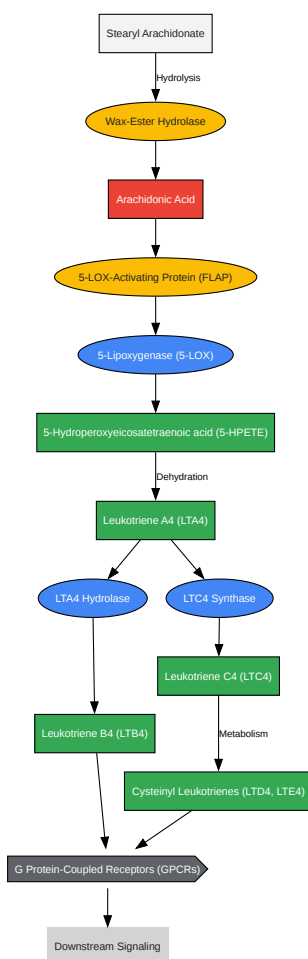 Stearyl Arachidonate
Hydrolysis
Wax-Ester Hydrolase
Arachidonic Acid
5-LOX-Activating Protein (FLAP)
5-Lipoxygenase (5-LOX)
5-Hydroperoxyeicosatetraenoic acid (5-HPETE)
Dehydration
Leukotriene A4 (LTA4)
LTA4 Hydrolase
LTC4 Synthase
Leukotriene C4 (LTC4)
Leukotriene B4 (LTB4)
Metabolism
Cysteinyl Leukotrienes (LTD4, LTE4)
G Protein-Coupled Receptors (GPCRs)
Downstream Signaling